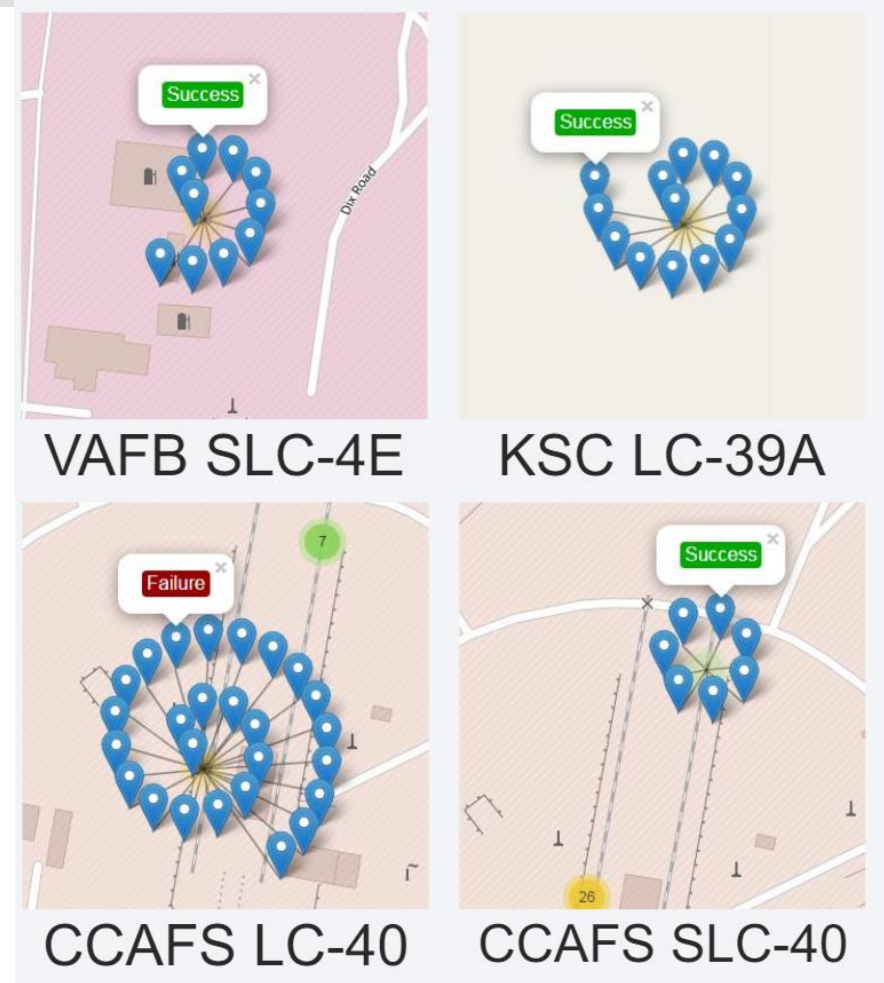 Success
Dix Road
VAFB SLC-4E
Success
KSC LC-39A
7
Failure
CCAFS LC-40
Success
26
CCAFS SLC-40